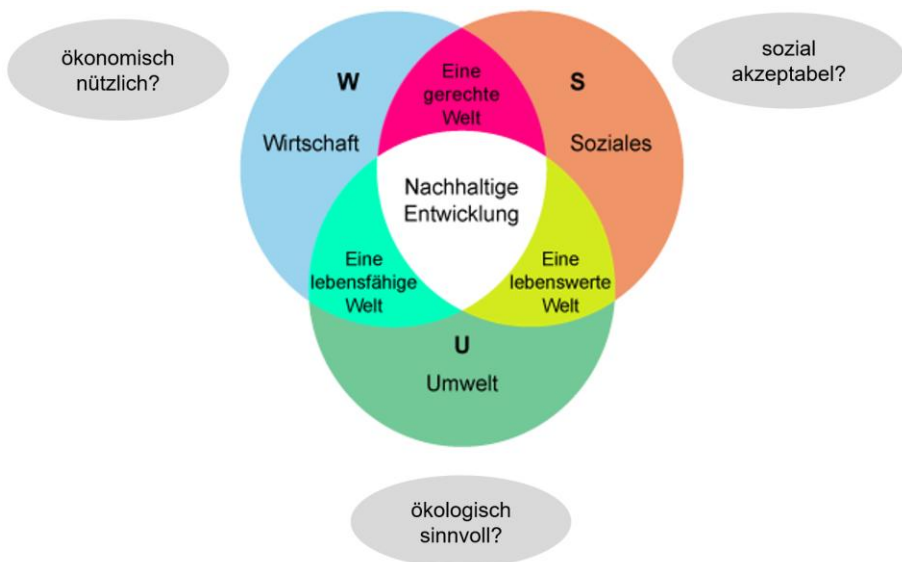 ökonomisch
nützlich?
sozial
akzeptabel?
W
Eine
gerechte
Welt
S
Wirtschaft
Soziales
Nachhaltige
Entwicklung
Eine
lebensfähige
Welt
Eine
lebenswerte
Welt
U
Umwelt
ökologisch
sinnvoll?